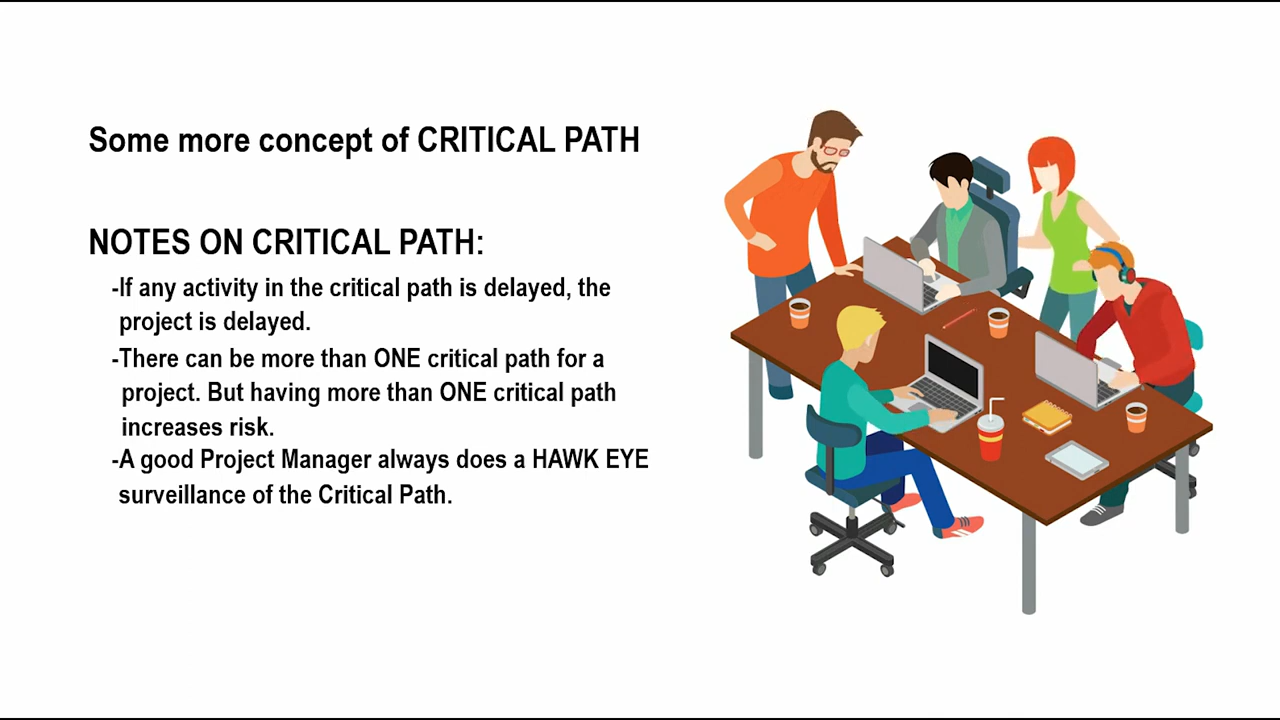 Some more concept of CRITICAL PATH
NOTES ON CRITICAL PATH:
-If any activity in the critical path is delayed, the
project is delayed.
-There can be more than ONE critical path for a
project. But having more than ONE critical path
increases risk.
-A good Project Manager always does a HAWK EYE
surveillance of the Critical Path.